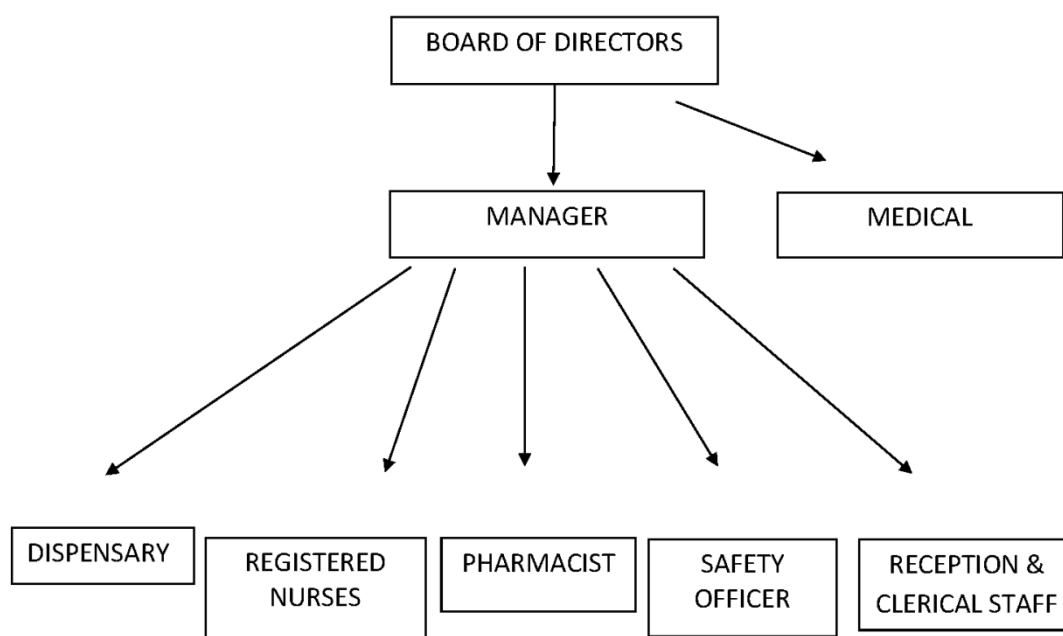 BOARD OF DIRECTORS
MANAGER
MEDICAL
DISPENSARY
REGISTERED
NURSES
PHARMACIST
SAFETY
OFFICER
RECEPTION &
CLERICAL STAFF